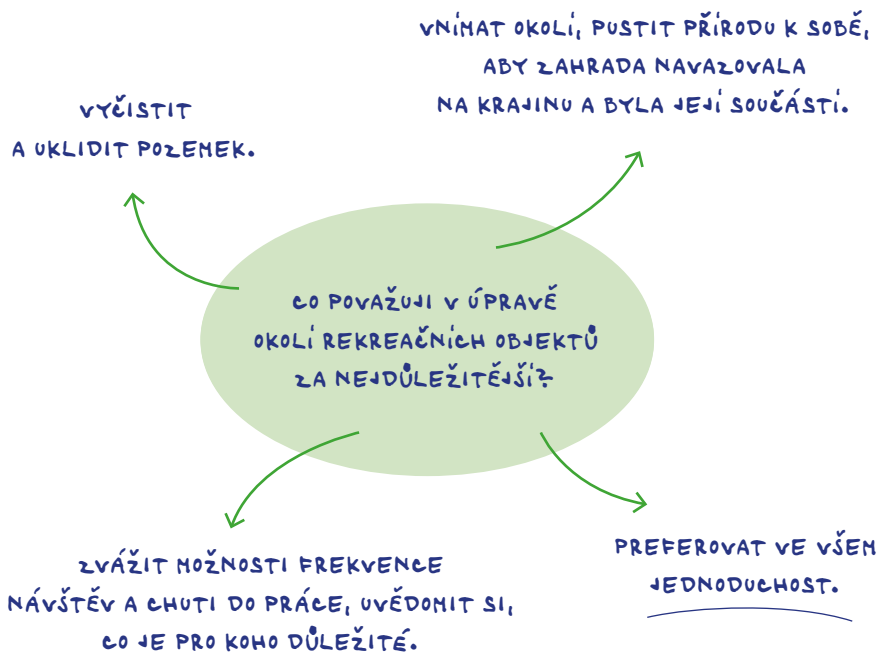 VNÍMAT OKOLÍ, PUSTIT PŘÍRODU K SOBĚ,
ABY ZAHRADA NAVAZOVALA
NA KRAJINU A BYLA JEJÍ SOUČÁSTÍ.
VYČISTIT
A UKLIDIT POZEMEK.
CO POVAŽUJI V ÚPRAVĚ
OKOLÍ REKREAČNÍCH OBJEKTŮ
ZA NEJDŮLEŽITĚJŠÍ?
ZVÁŽIT MOŽNOSTI FREKVENCE
NÁVŠTĚV A CHUTI DO PRÁCE, UVĚDOMIT SI,
CO JE PRO KOHO DŮLEŽITÉ.
PREFEROVAT VE VŠEM
JEDNODUCHOST.